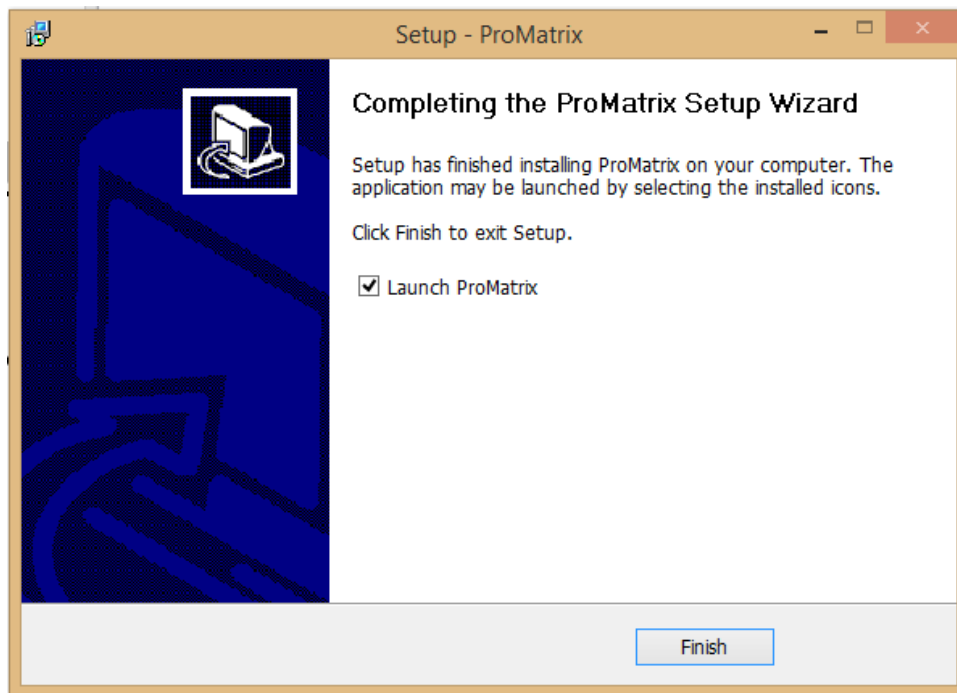 Setup - ProMatrix
Completing the ProMatrix Setup Wizard
Setup has finished installing ProMatrix on your computer. The
application may be launched by selecting the installed icons.
Click Finish to exit Setup.
Launch ProMatrix
Finish